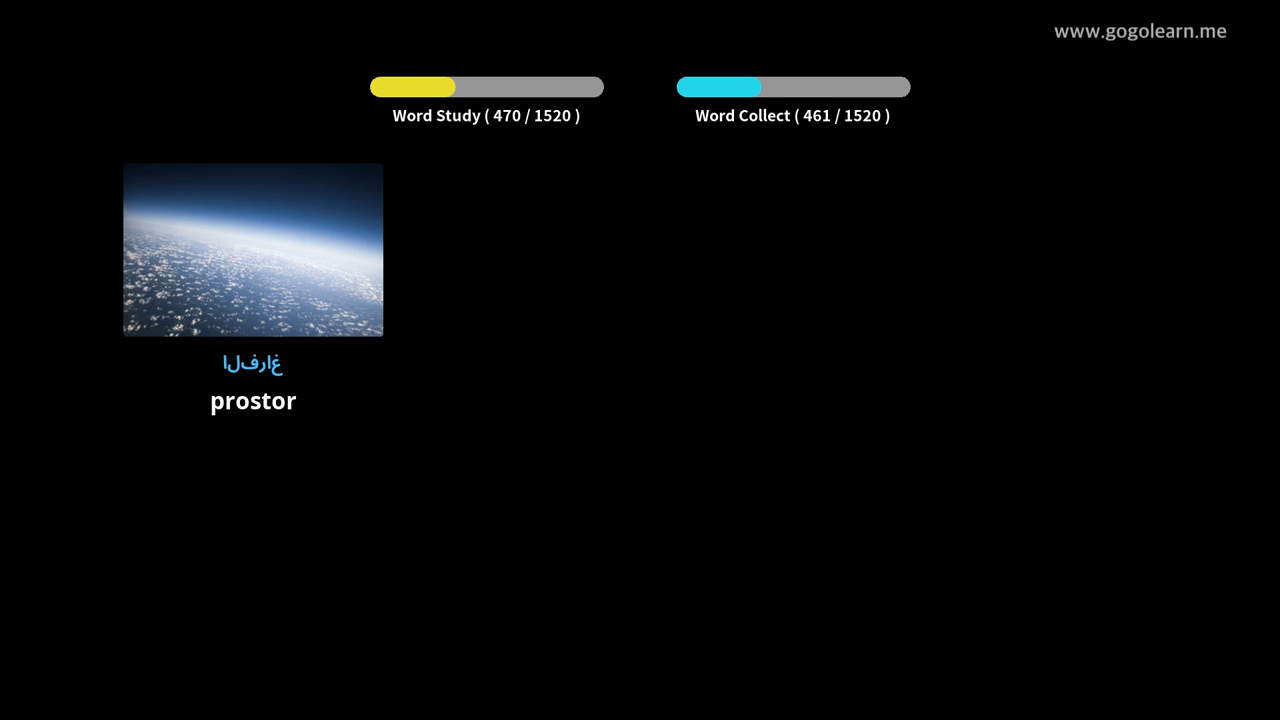 www.gogolearn.me
Word Study ( 470 / 1520 )
Word Collect ( 461 / 1520 )
الفراغ
prostor